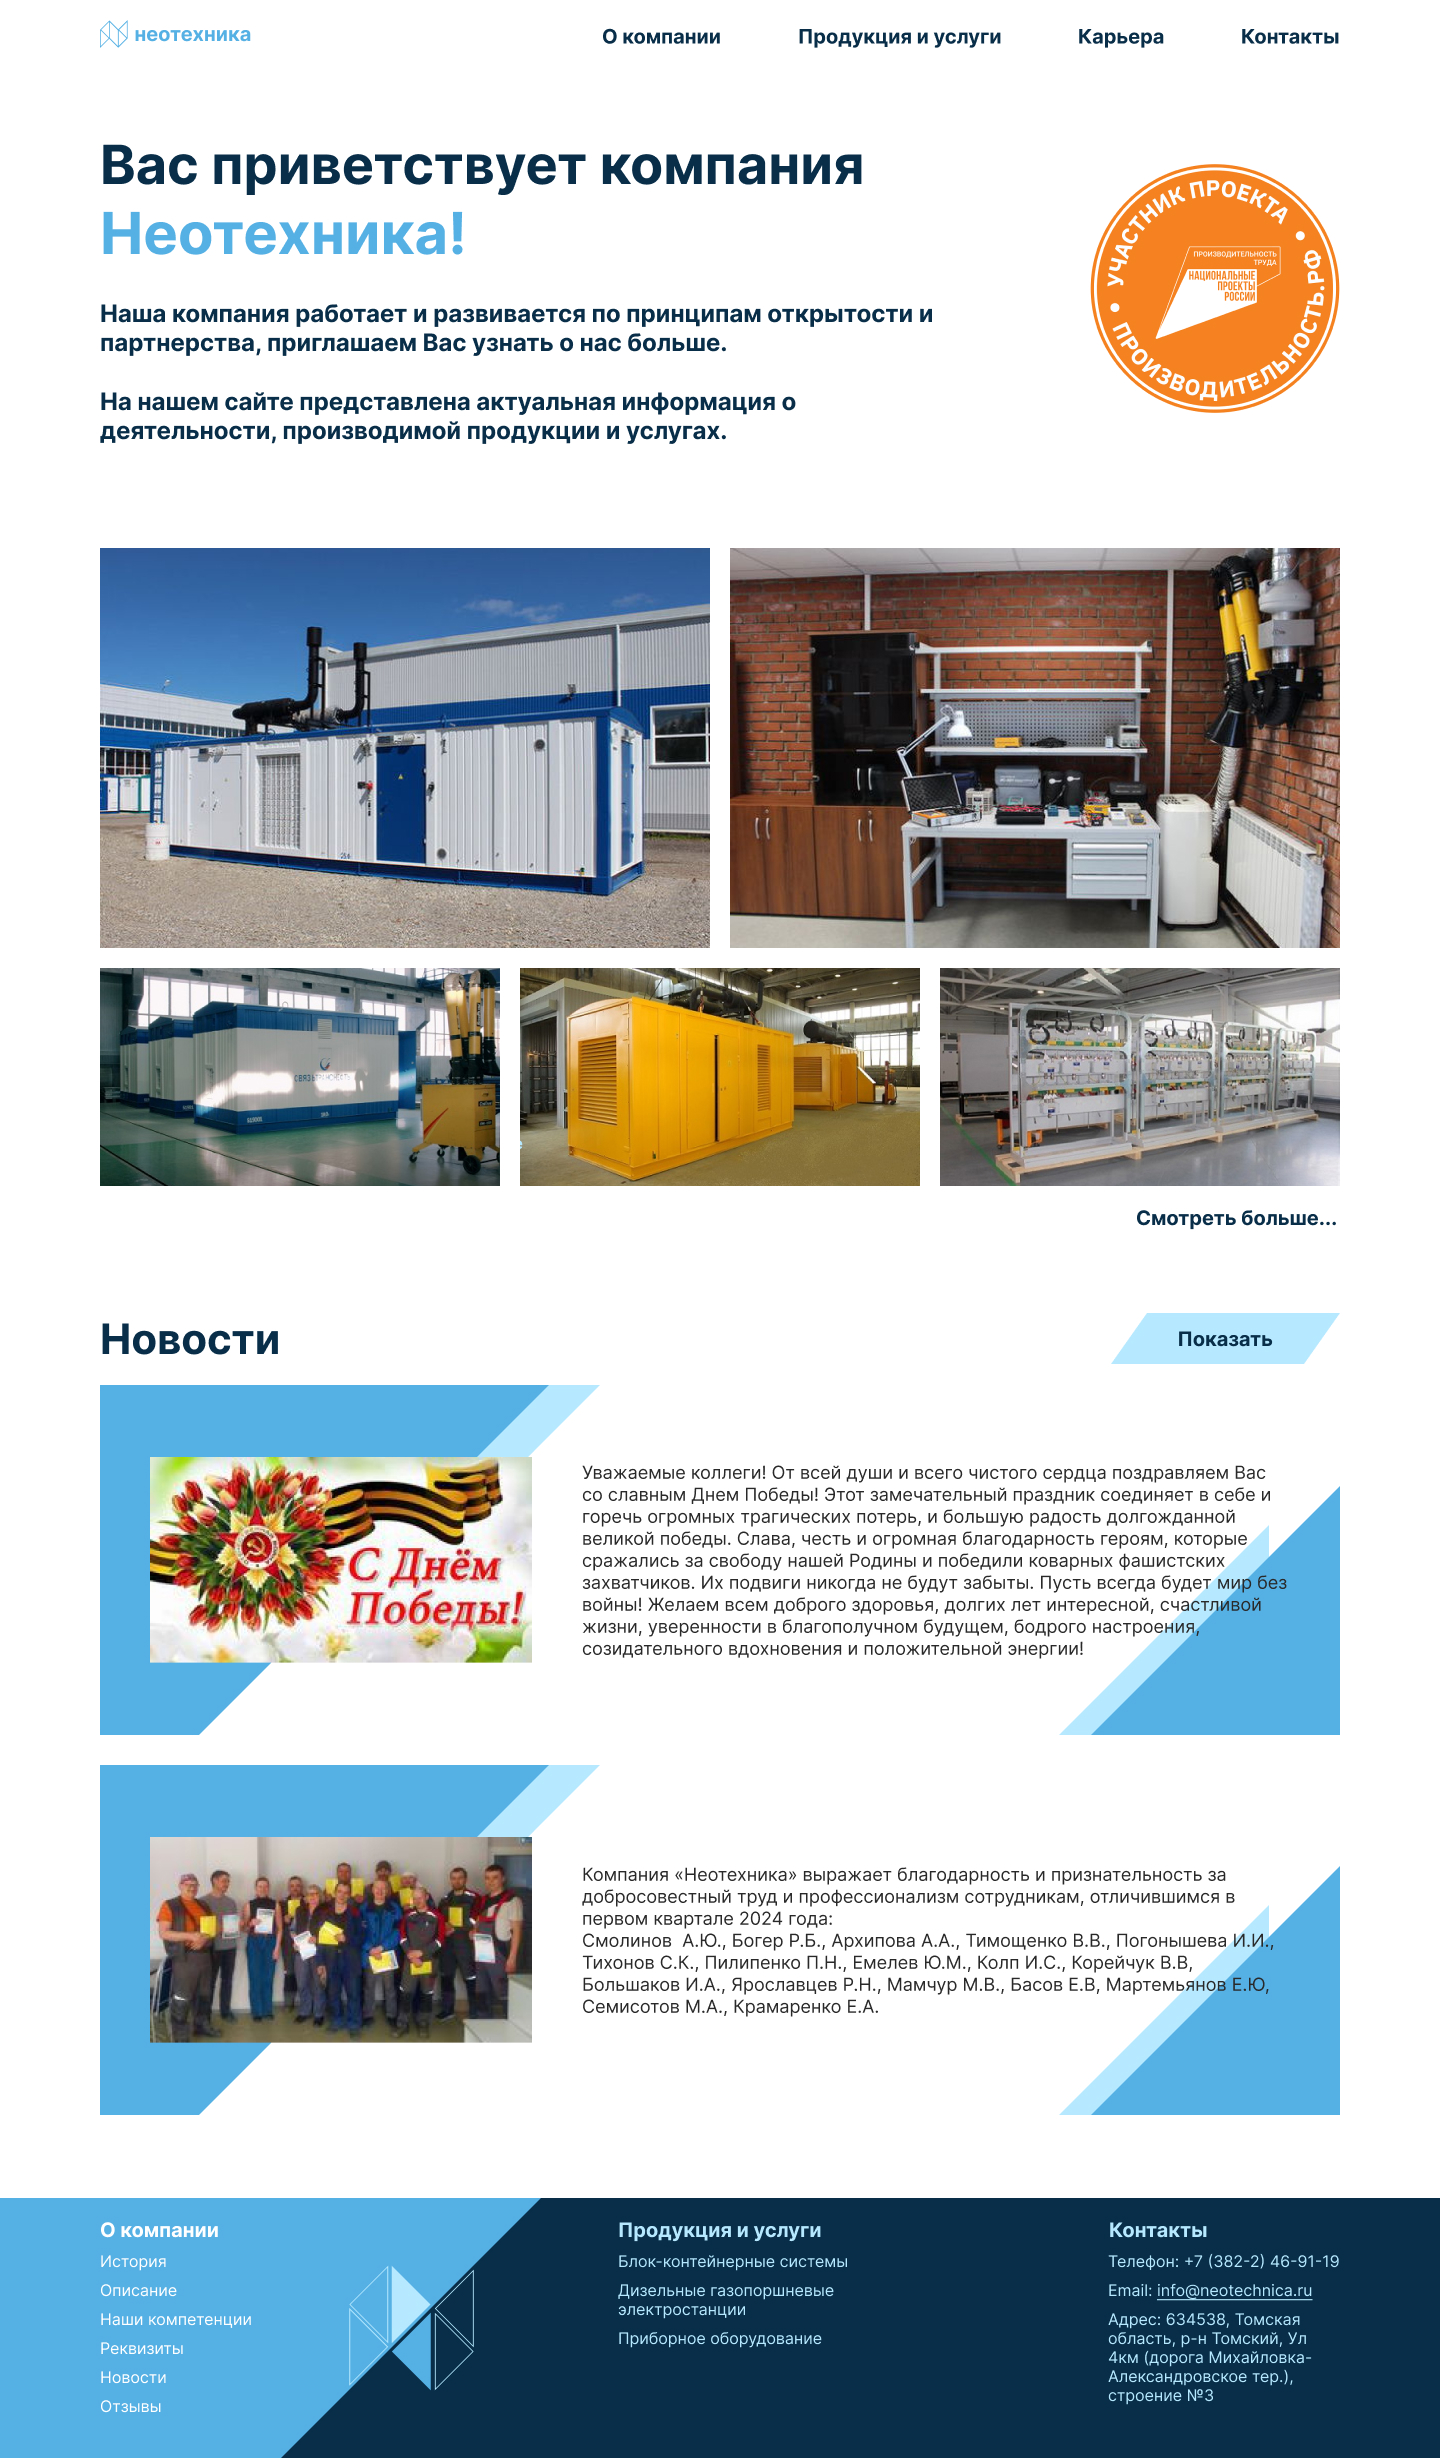 неотехника
О компании
Продукция и услуги
Карьера
Контакты
Вас приветствует компания
Неотехника!
Наша компания работает и развивается по принципам открытости и
партнерства, приглашаем Вас узнать о нас больше.
На нашем сайте представлена актуальная информация о
деятельности, производимой продукции и услугах.
УЧАСТНИК ПРОЕКТА
ПРОИЗВОДИТЕЛЬНОСТЬ.РФ
ПРОИЗВОДИТЕЛЬНОСТЬ
ТРУДА
НАЦИОНАЛЬНЫЕ
ПРОЕКТЫ
РОССИИ
Смотреть больше...
Новости
Показать
С Днём
Победы!
Уважаемые коллеги! От всей души и всего чистого сердца поздравляем Вас
со славным Днем Победы! Этот замечательный праздник соединяет в себе и
горечь огромных трагических потерь, и большую радость долгожданной
великой победы. Слава, честь и огромная благодарность героям, которые
сражались за свободу нашей Родины и победили коварных фашистских
захватчиков. Их подвиги никогда не будут забыты. Пусть всегда будет мир без
войны! Желаем всем доброго здоровья, долгих лет интересной, счастливой
жизни, уверенности в благополучном будущем, бодрого настроения,
созидательного вдохновения и положительной энергии!
Компания «Неотехника» выражает благодарность и признательность за
добросовестный труд и профессионализм сотрудникам, отличившимся в
первом квартале 2024 года:
Смолинов  А.Ю., Богер Р.Б., Архипова А.А., Тимощенко В.В., Погонышева И.И.,
Тихонов С.К., Пилипенко П.Н., Емелев Ю.М., Колп И.С., Корейчук В.В,
Большаков И.А., Ярославцев Р.Н., Мамчур М.В., Басов Е.В, Мартемьянов Е.Ю,
Семисотов М.А., Крамаренко Е.А.
О компании
История
Описание
Наши компетенции
Реквизиты
Новости
Отзывы
Продукция и услуги
Блок-контейнерные системы
Дизельные газопоршневые
электростанции
Приборное оборудование
Контакты
Телефон: +7 (382-2) 46-91-19
Email: info@neotechnica.ru
Адрес: 634538, Томская
область, р-н Томский, Ул
4км (дорога Михайловка-
Александровское тер.),
строение №3